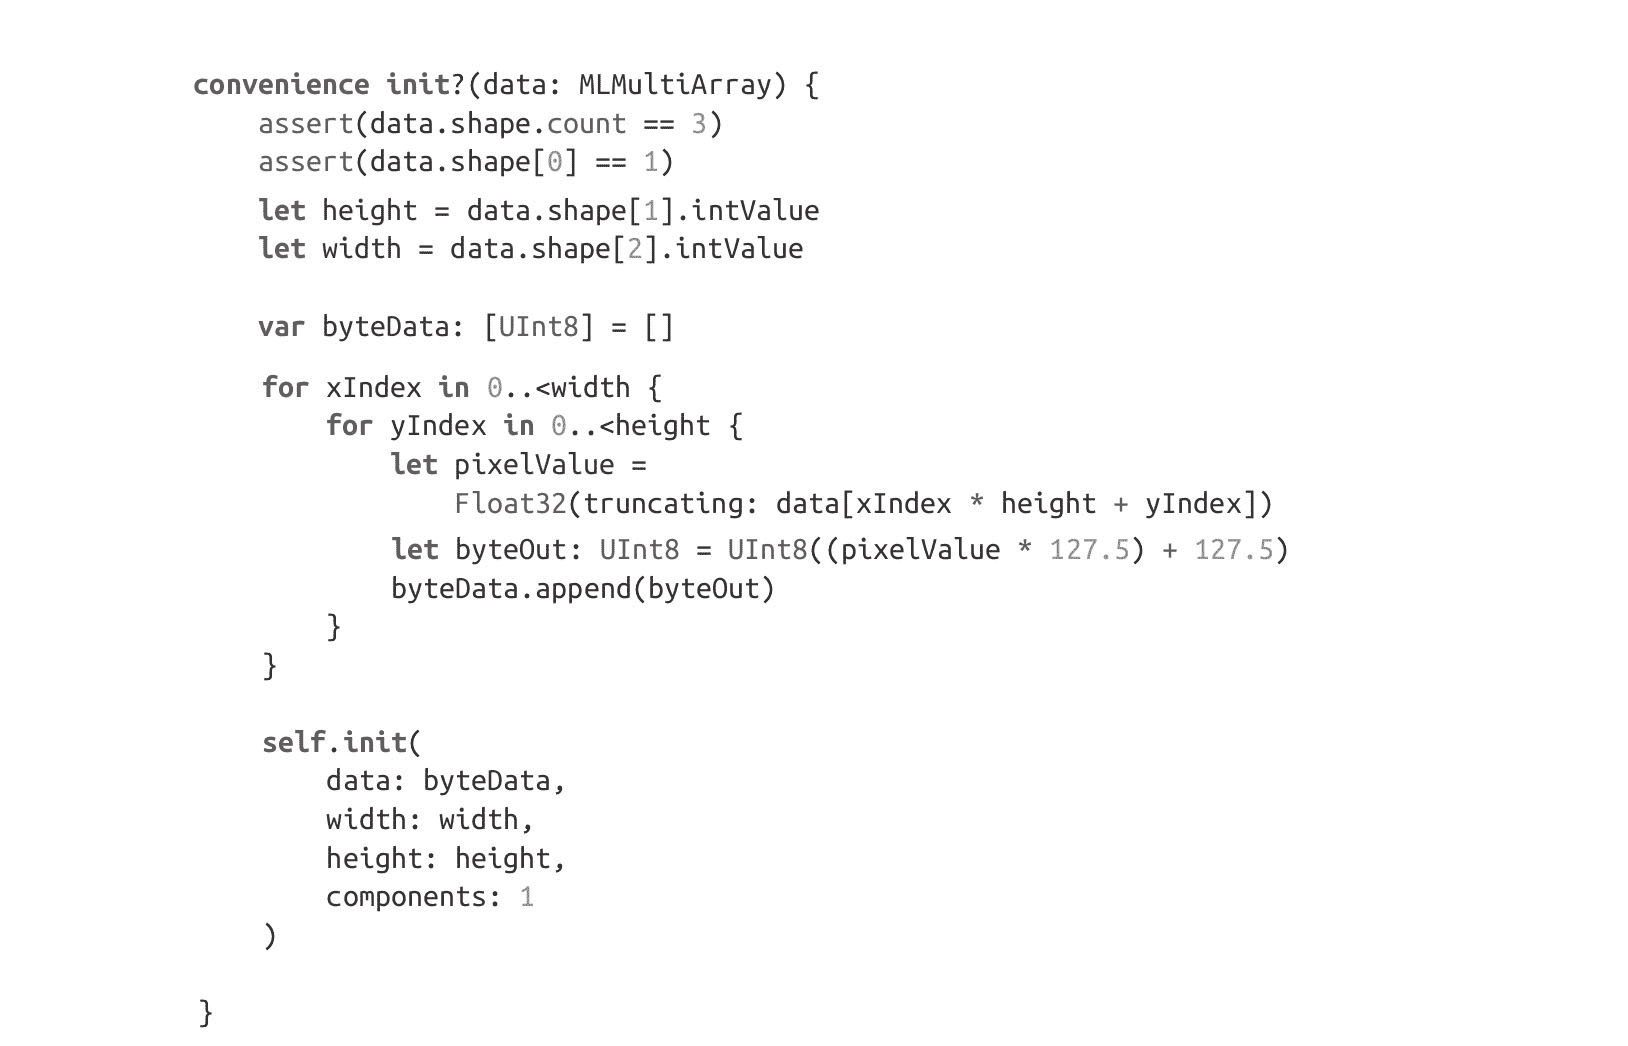 convenience init?(data: MLMultiArray) {
    assert(data.shape.count == 3)
    assert(data.shape[0] == 1)
    let height = data.shape[1].intValue
    let width = data.shape[2].intValue

    var byteData: [UInt8] = []

    for xIndex in 0..<width {
        for yIndex in 0..<height {
            let pixelValue =
                Float32(truncating: data[xIndex * height + yIndex])
            let byteOut: UInt8 = UInt8((pixelValue * 127.5) + 127.5)
            byteData.append(byteOut)
        }
    }

    self.init(
        data: byteData,
        width: width,
        height: height,
        components: 1
    )

}